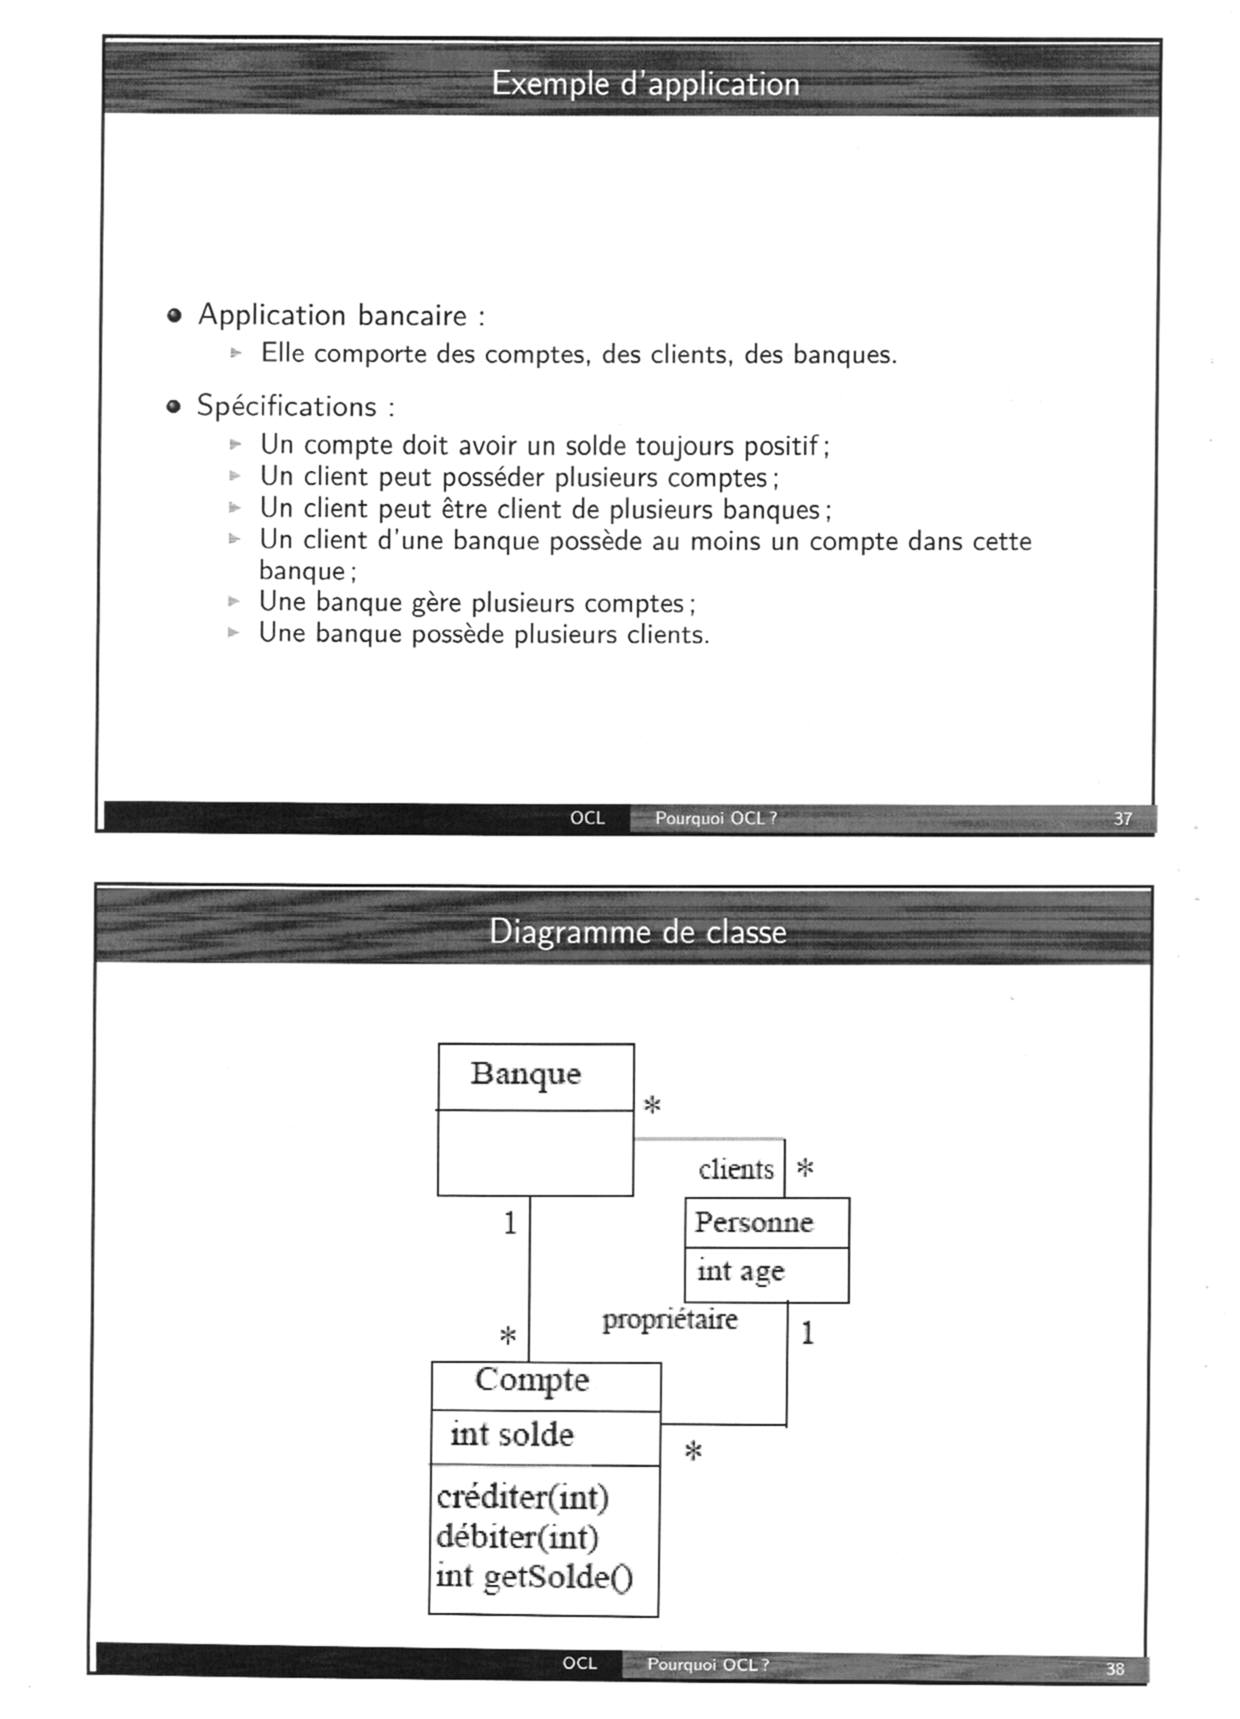 Exemple d'application
Application bancaire :
Elle comporte des comptes, des clients, des banques.
Spécifications :
Un compte doit avoir un solde toujours positif ;
Un client peut posséder plusieurs comptes ;
Un client peut être client de plusieurs banques ;
Un client d'une banque possède au moins un compte dans cette
banque ;
Une banque gère plusieurs comptes ;
Une banque possède plusieurs clients.
OCL Pourquoi OCL ? 37
Diagramme de classe
Banque
*
clients *
1
Personne
int age
propriétaire
1
*
Compte
int solde
*
créditer(int)
débiter(int)
int getSolde()
OCL Pourquoi OCL ? 38